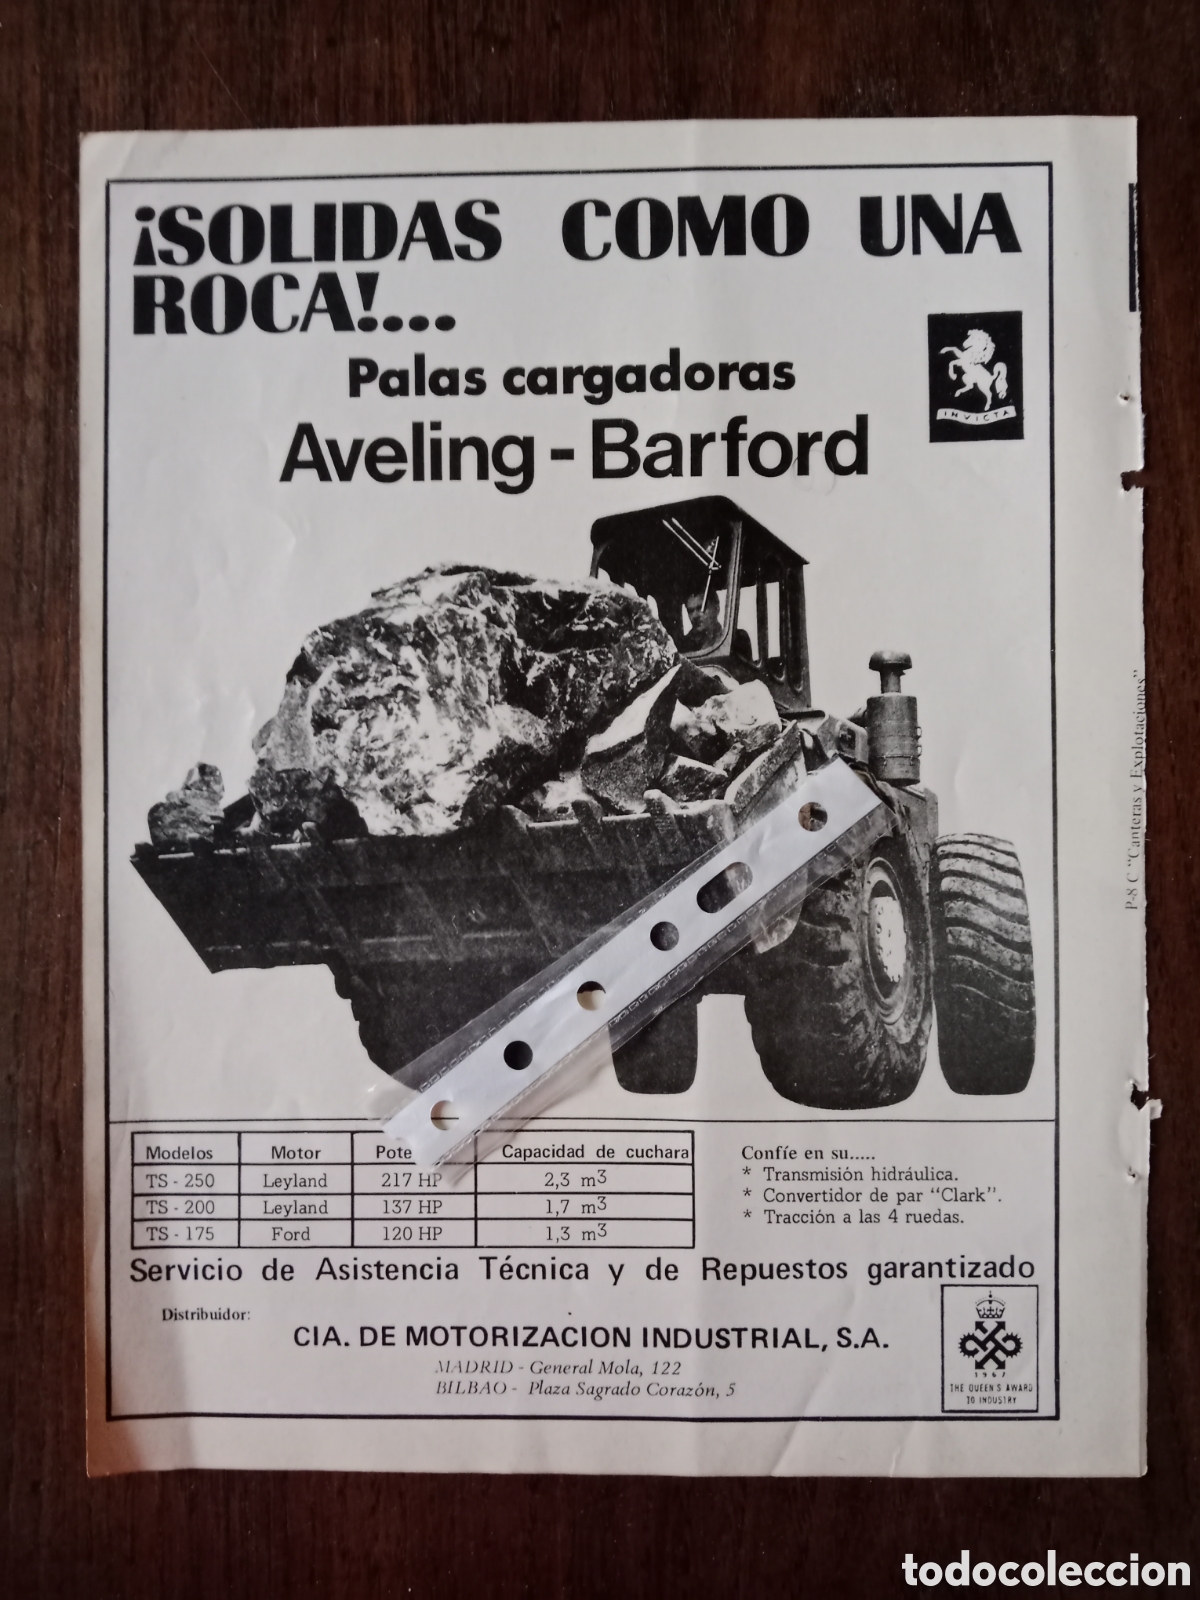 ¡SOLIDAS COMO UNA
ROCA!....
Palas cargadoras
Aveling - Barford
INVICTA
P-8 C "Canteras y Explotaciones"
Modelos Motor Capacidad de cuchara
TS - 250 Leyland 217 HP 2,3 m3
TS - 200 Leyland 137 HP 1,7 m3
TS - 175 Ford 120 HP 1,3 m3
Confíe en su.....
* Transmisión hidráulica.
* Convertidor de par "Clark".
* Tracción a las 4 ruedas.
Servicio de Asistencia Técnica y de Repuestos garantizado
Distribuidor:
CIA. DE MOTORIZACION INDUSTRIAL, S.A.
MADRID - General Mola, 122
BILBAO - Plaza Sagrado Corazón, 5
1967
THE QUEEN'S AWARD
TO INDUSTRY
todocoleccion